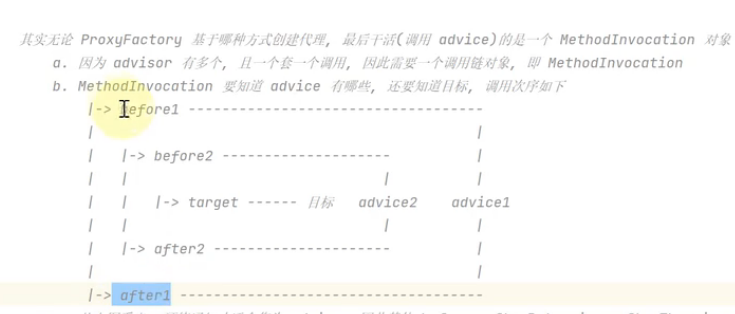 其实无论 ProxyFactory 基于哪种方式创建代理, 最后干活(调用 advice)的是一个 MethodInvocation 对象
a. 因为 advisor 有多个, 且一个套一个调用, 因此需要一个调用链对象, 即 MethodInvocation
b. MethodInvocation 要知道 advice 有哪些, 还要知道目标, 调用次序如下
|-> before1 -----------------------------------
| |
| |-> before2 -------------------- |
| | | |
| | |-> target ------ 目标 advice2 advice1
| | | |
| |-> after2 --------------------- |
| |
|-> after1 ------------------------------------